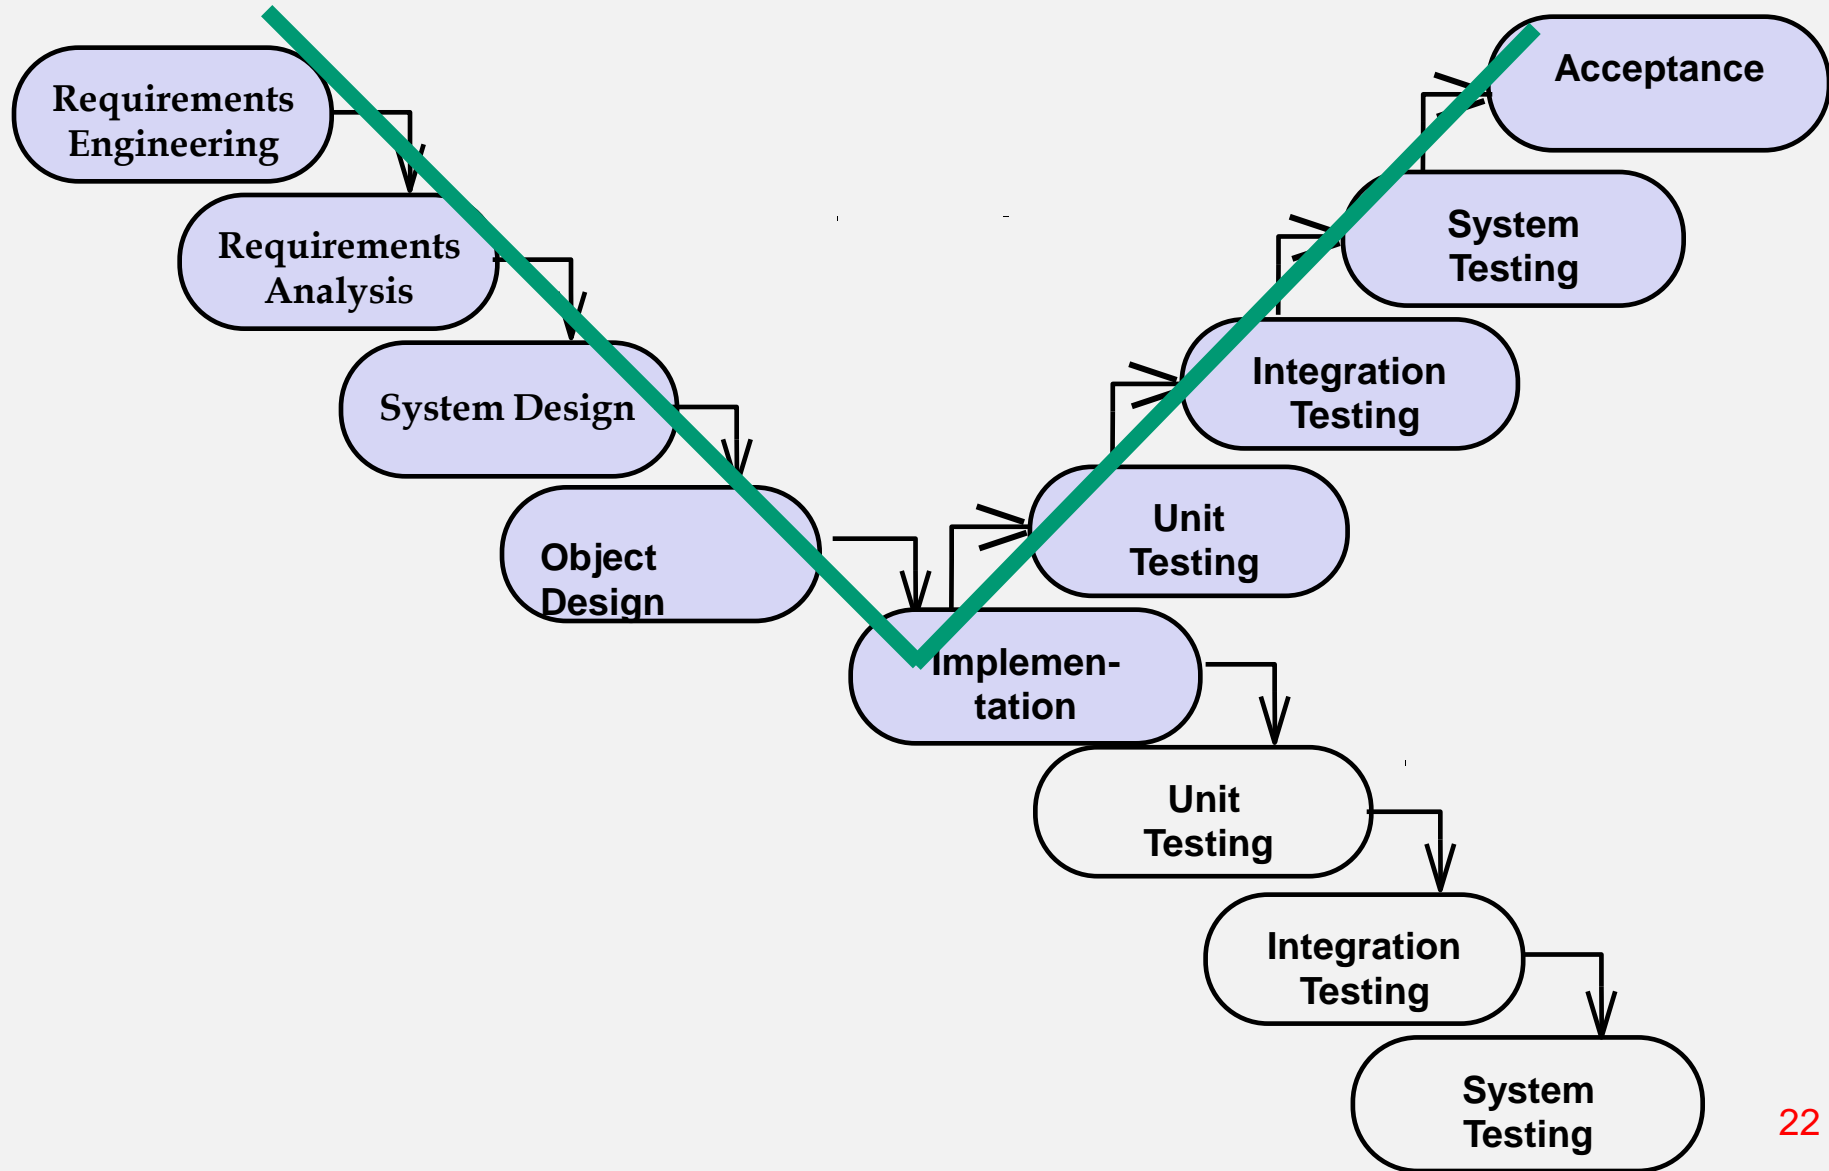 Requirements
Engineering
Requirements
Analysis
System Design
Object
Design
Implemen-
tation
Unit
Testing
Integration
Testing
System
Testing
Acceptance
Unit
Testing
Integration
Testing
System
Testing
22